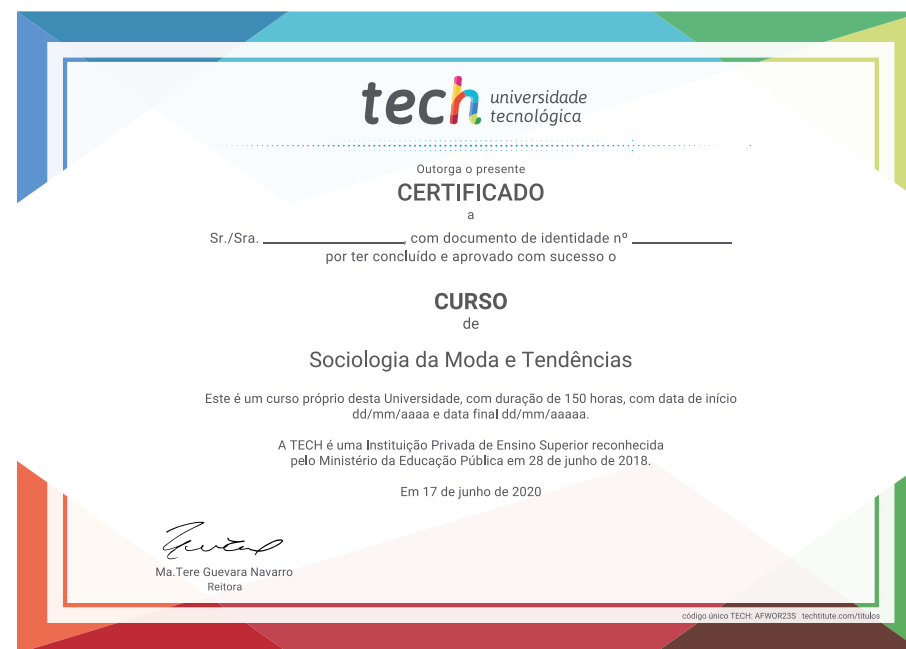 tech universidade
tecnológica
Outorga o presente
CERTIFICADO
a
Sr./Sra. ________________, com documento de identidade nº ____________
por ter concluído e aprovado com sucesso o
CURSO
de
Sociologia da Moda e Tendências
Este é um curso próprio desta Universidade, com duração de 150 horas, com data de início
dd/mm/aaaa e data final dd/mm/aaaaa.
A TECH é uma Instituição Privada de Ensino Superior reconhecida
pelo Ministério da Educação Pública em 28 de junho de 2018.
Em 17 de junho de 2020
Ma.Tere Guevara Navarro
Reitora
código único TECH: AFWOR23S techtitute.com/titulos